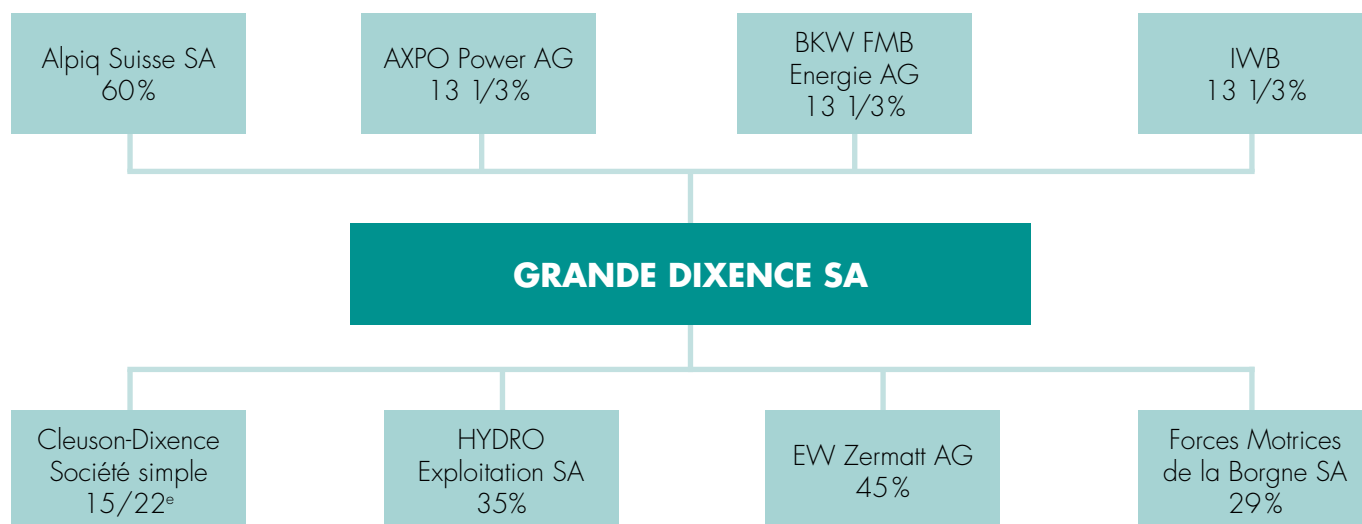 Alpiq Suisse SA
60%
AXPO Power AG
13 1/3%
BKW FMB
Energie AG
13 1/3%
IWB
13 1/3%
GRANDE DIXENCE SA
Cleuson-Dixence
Société simple
15/22ᵉ
HYDRO
Exploitation SA
35%
EW Zermatt AG
45%
Forces Motrices
de la Borgne SA
29%